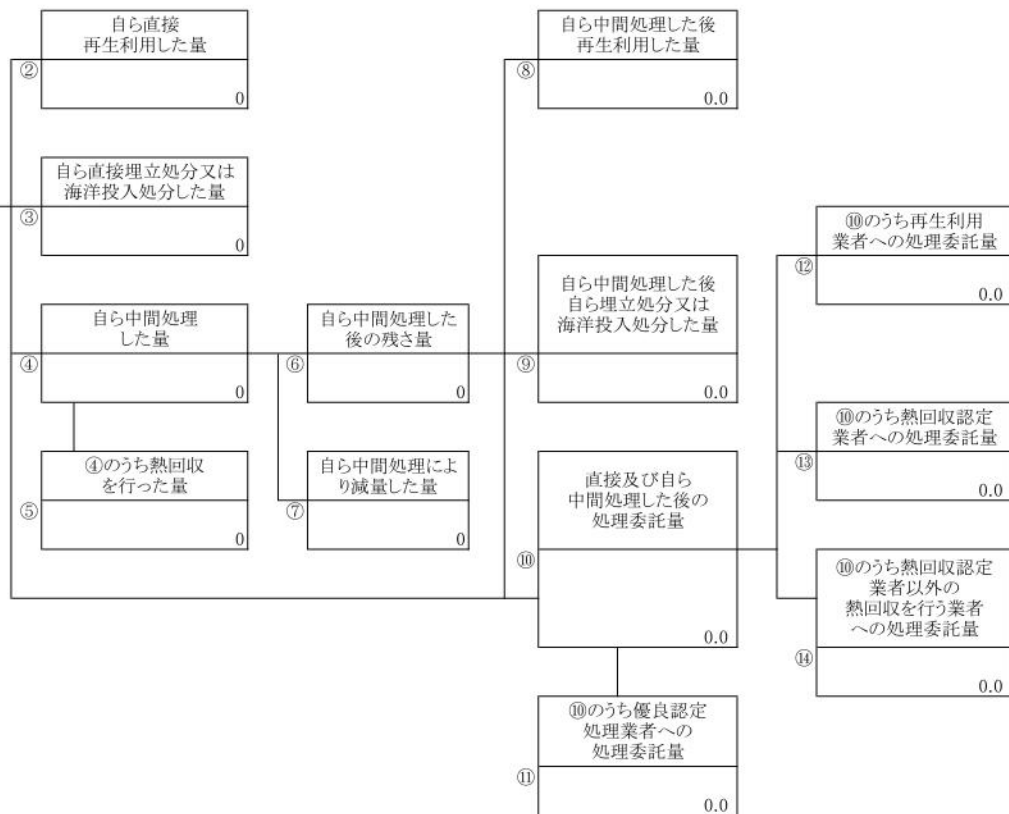 自ら直接
再生利用した量
②
0
自ら直接埋立処分又は
海洋投入処分した量
③
0
自ら中間処理
した量
④
0
④のうち熱回収
を行った量
⑤
0
自ら中間処理した
後の残さ量
⑥
0
自ら中間処理によ
り減量した量
⑦
0
自ら中間処理した後
再生利用した量
⑧
0.0
自ら中間処理した後
自ら埋立処分又は
海洋投入処分した量
⑨
0.0
直接及び自ら
中間処理した後の
処理委託量
⑩
0.0
⑩のうち優良認定
処理業者への
処理委託量
⑪
0.0
⑩のうち再生利用
業者への処理委託量
⑫
0.0
⑩のうち熱回収認定
業者への処理委託量
⑬
0.0
⑩のうち熱回収認定
業者以外の
熱回収を行う業者
への処理委託量
⑭
0.0